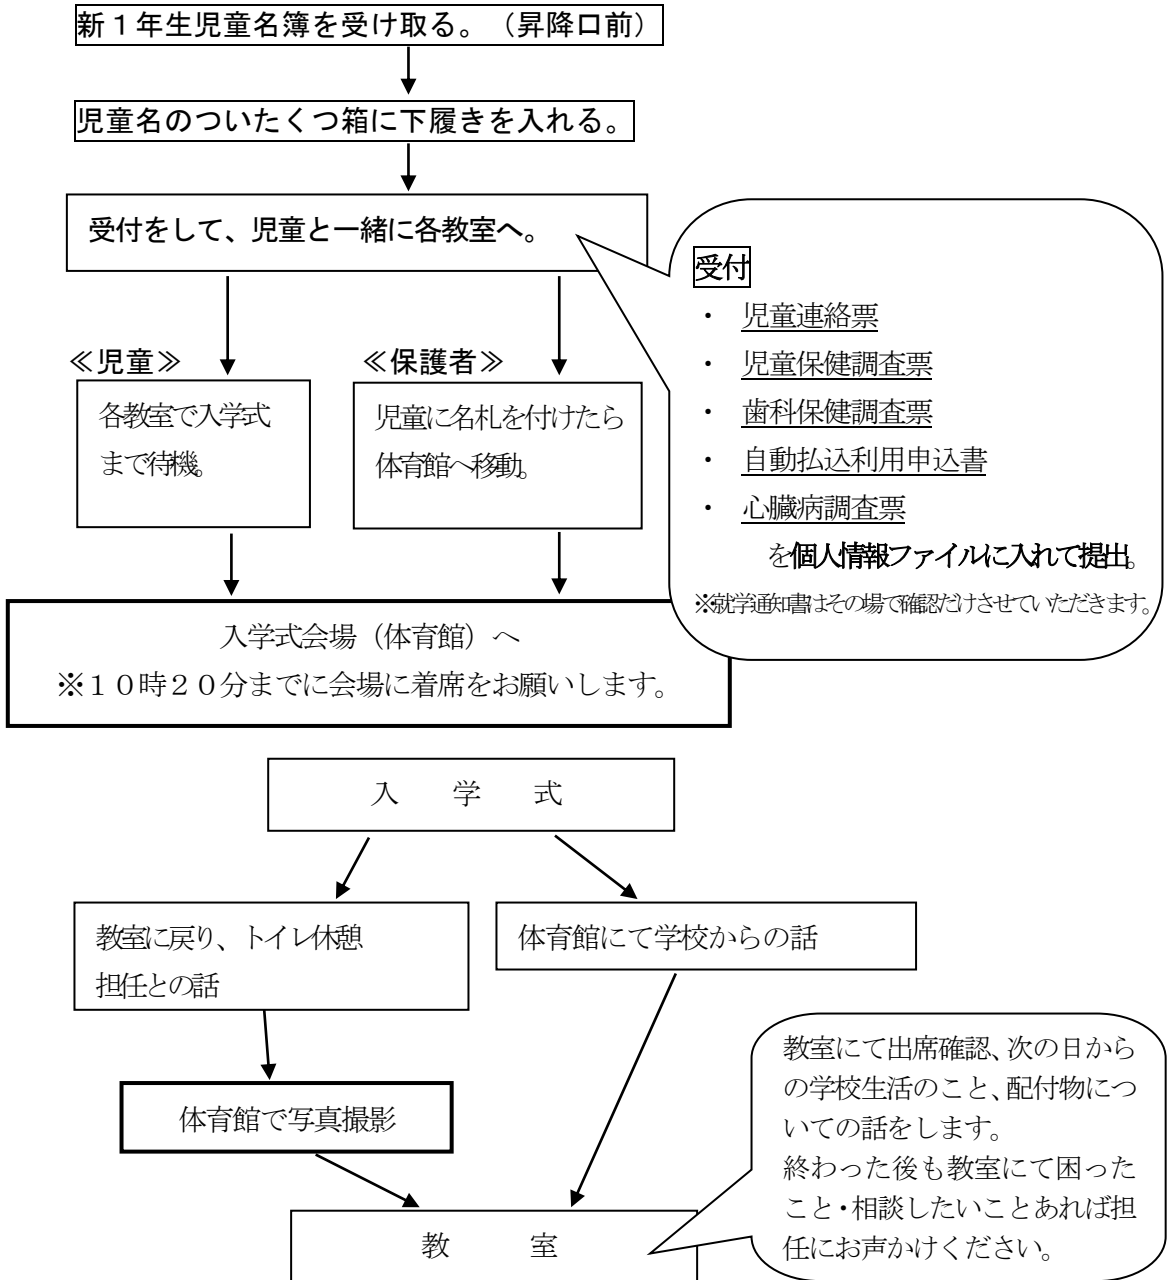 新１年生児童名簿を受け取る。（昇降口前）
児童名のついたくつ箱に下履きを入れる。
受付をして、児童と一緒に各教室へ。
受付
・ 児童連絡票
・ 児童保健調査票
・ 歯科保健調査票
・ 自動払込利用申込書
・ 心臓病調査票
を個人情報ファイルに入れて提出。
※就学通知書はその場で確認だけさせていただきます。
≪児童≫
各教室で入学式
まで待機。
≪保護者≫
児童に名札を付けたら
体育館へ移動。
入学式会場（体育館）へ
※１０時２０分までに会場に着席をお願いします。
入　学　式
教室に戻り、トイレ休憩
担任との話
体育館にて学校からの話
体育館で写真撮影
教室にて出席確認、次の日から
の学校生活のこと、配付物につ
いての話をします。
終わった後も教室にて困った
こと・相談したいことあれば担
任にお声かけください。
教　室